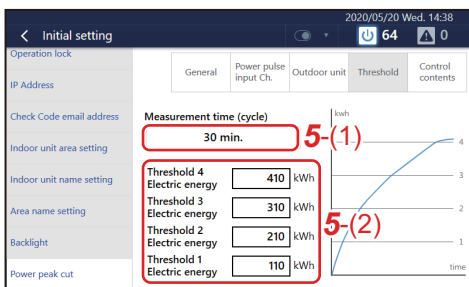 2020/05/20 Wed. 14:38
Initial setting
64
0
Operation lock
IP Address
Check Code email address
Indoor unit area setting
Indoor unit name setting
Area name setting
Backlight
Power peak cut
General
Power pulse
input Ch.
Outdoor unit
Threshold
Control
contents
Measurement time (cycle)
30 min.
5-(1)
Threshold 4
Electric energy 410 kWh
Threshold 3
Electric energy 310 kWh
Threshold 2
Electric energy 210 kWh
Threshold 1
Electric energy 110 kWh
5-(2)
kwh
4
3
2
1
time